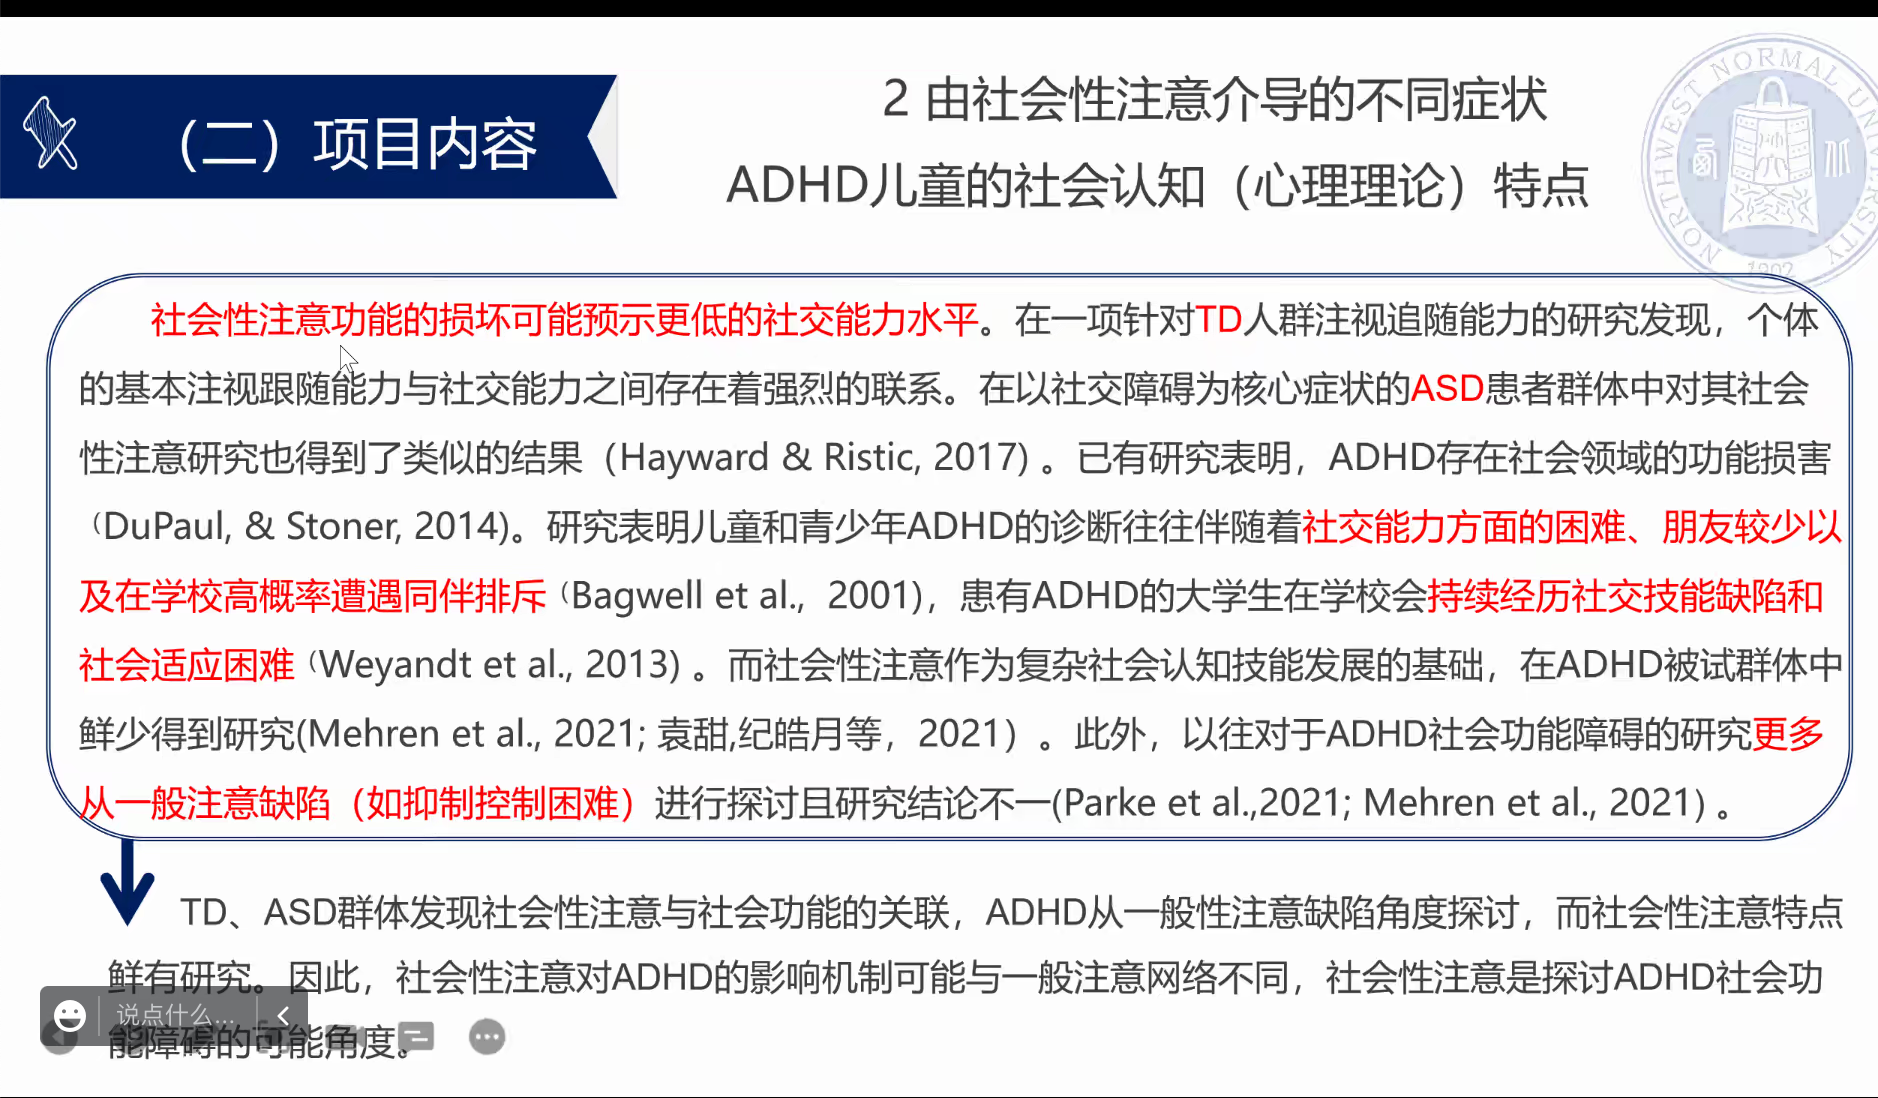 （二）项目内容
2 由社会性注意介导的不同症状
ADHD儿童的社会认知（心理理论）特点
NORTHWEST NORMAL UNIVERSITY
1902
社会性注意功能的损坏可能预示更低的社交能力水平。在一项针对TD人群注视追随能力的研究发现，个体
的基本注视跟随能力与社交能力之间存在着强烈的联系。在以社交障碍为核心症状的ASD患者群体中对其社会
性注意研究也得到了类似的结果（Hayward & Ristic, 2017) 。已有研究表明，ADHD存在社会领域的功能损害
（DuPaul, & Stoner, 2014)。研究表明儿童和青少年ADHD的诊断往往伴随着社交能力方面的困难、朋友较少以
及在学校高概率遭遇同伴排斥（Bagwell et al., 2001)，患有ADHD的大学生在学校会持续经历社交技能缺陷和
社会适应困难（Weyandt et al., 2013) 。而社会性注意作为复杂社会认知技能发展的基础，在ADHD被试群体中
鲜少得到研究(Mehren et al., 2021; 袁甜,纪皓月等，2021）。此外，以往对于ADHD社会功能障碍的研究更多
从一般注意缺陷（如抑制控制困难）进行探讨且研究结论不一(Parke et al.,2021; Mehren et al., 2021) 。
TD、ASD群体发现社会性注意与社会功能的关联，ADHD从一般性注意缺陷角度探讨，而社会性注意特点
鲜有研究。因此，社会性注意对ADHD的影响机制可能与一般注意网络不同，社会性注意是探讨ADHD社会功
能障碍的可能角度。
说点什么...